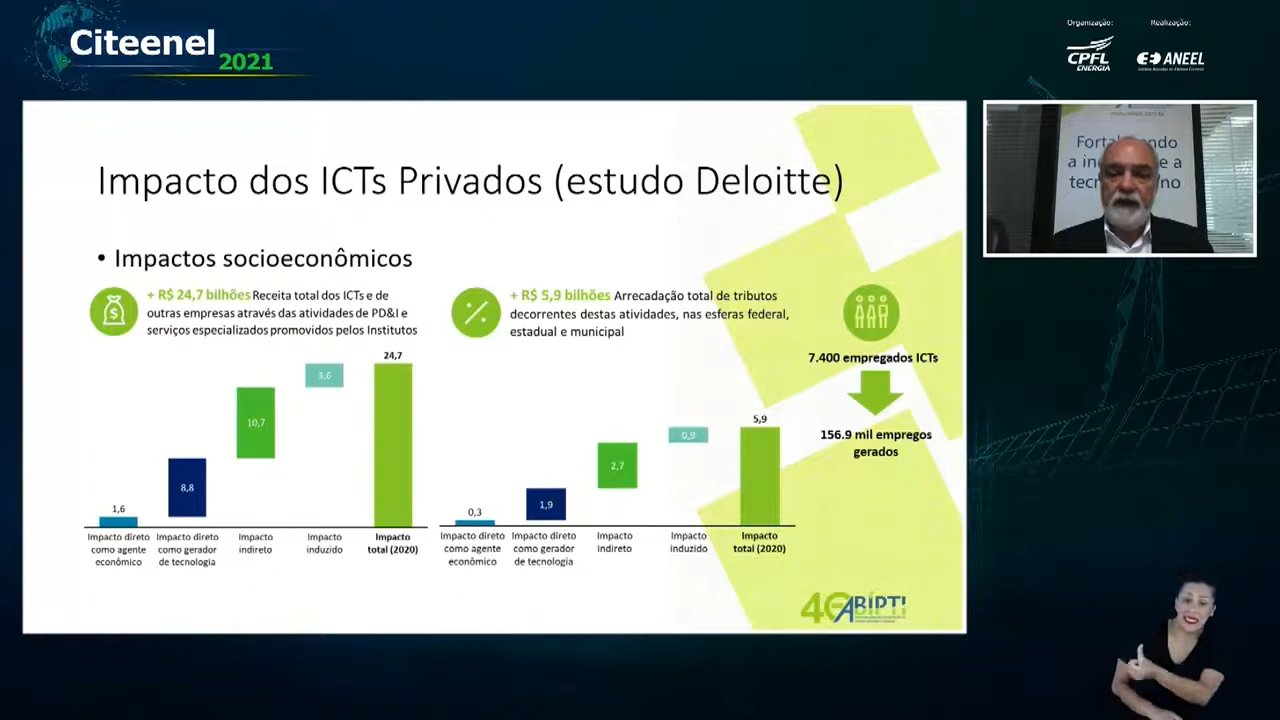 Citeenel
2021
Organização:
Realização:
CPFL
ENERGIA
ANEEL
Fortalecendo
Impacto dos ICTs Privados (estudo Deloitte)
• Impactos socioeconômicos
+ R$ 24,7 bilhões Receita total dos ICTs e de
outras empresas através das atividades de PD&I e
serviços especializados promovidos pelos Institutos
+ R$ 5,9 bilhões Arrecadação total de tributos
decorrentes destas atividades, nas esferas federal,
estadual e municipal
7.400 empregados ICTs
156.9 mil empregos
gerados
24,7
3,6
10,7
8,8
1,6
Impacto direto
como agente
econômico
Impacto direto
como gerador
de tecnologia
Impacto
indireto
Impacto
induzido
Impacto
total (2020)
5,9
0,9
2,7
1,9
0,3
Impacto direto
como agente
econômico
Impacto direto
como gerador
de tecnologia
Impacto
indireto
Impacto
induzido
Impacto
total (2020)
40 ABIPTI